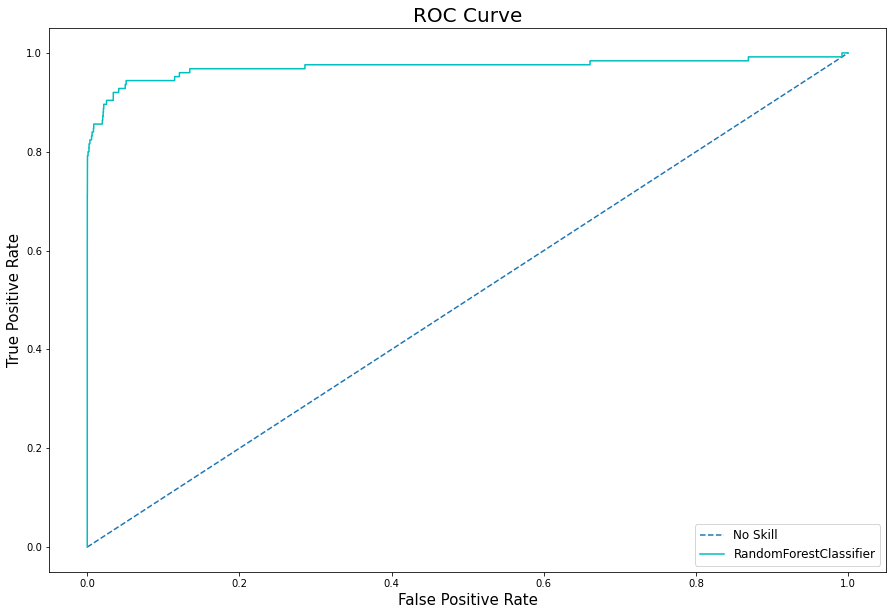 ROC Curve
True Positive Rate
1.0
0.8
0.6
0.4
0.2
0.0
No Skill
RandomForestClassifier
0.0 0.2 0.4 0.6 0.8 1.0
False Positive Rate